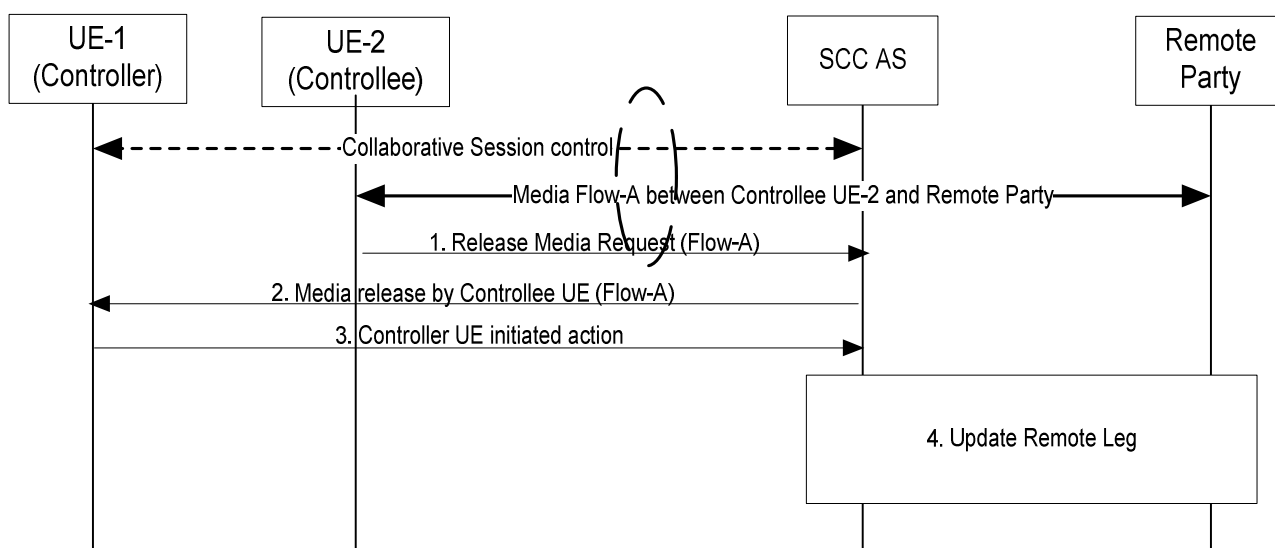 UE-1
(Controller)
UE-2
(Controllee)
SCC AS
Remote
Party
Collaborative Session control
Media Flow-A between Controllee UE-2 and Remote Party
1. Release Media Request (Flow-A)
2. Media release by Controllee UE (Flow-A)
3. Controller UE initiated action
4. Update Remote Leg